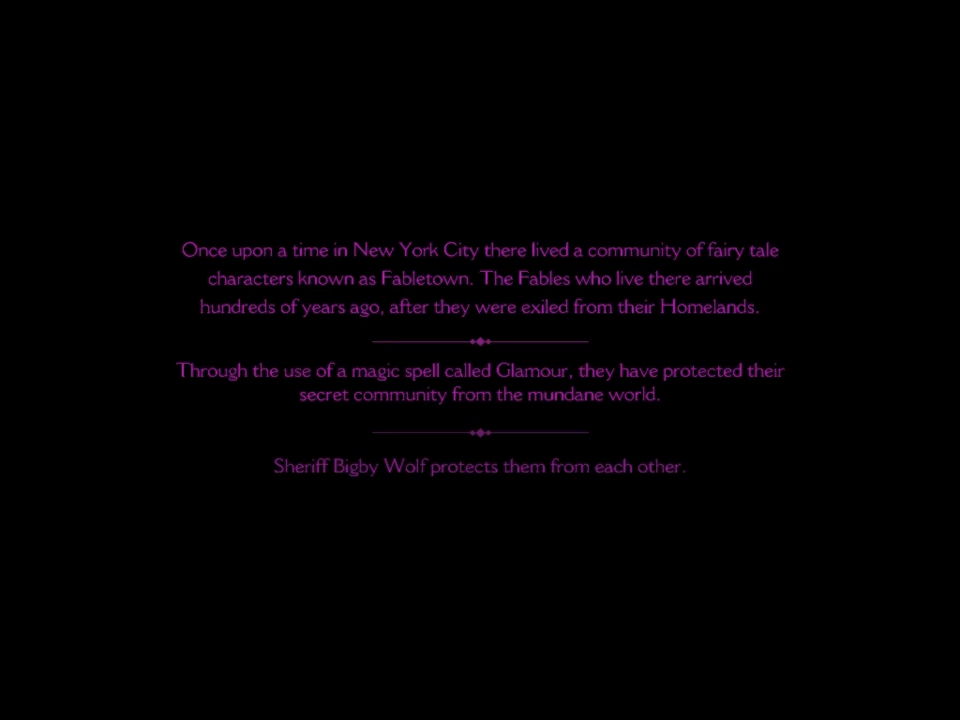 Once upon a time in New York City there lived a community of fairy tale
characters known as Fabletown. The Fables who live there arrived
hundreds of years ago, after they were exiled from their Homelands.
Through the use of a magic spell called Glamour, they have protected their
secret community from the mundane world.
Sheriff Bigby Wolf protects them from each other.